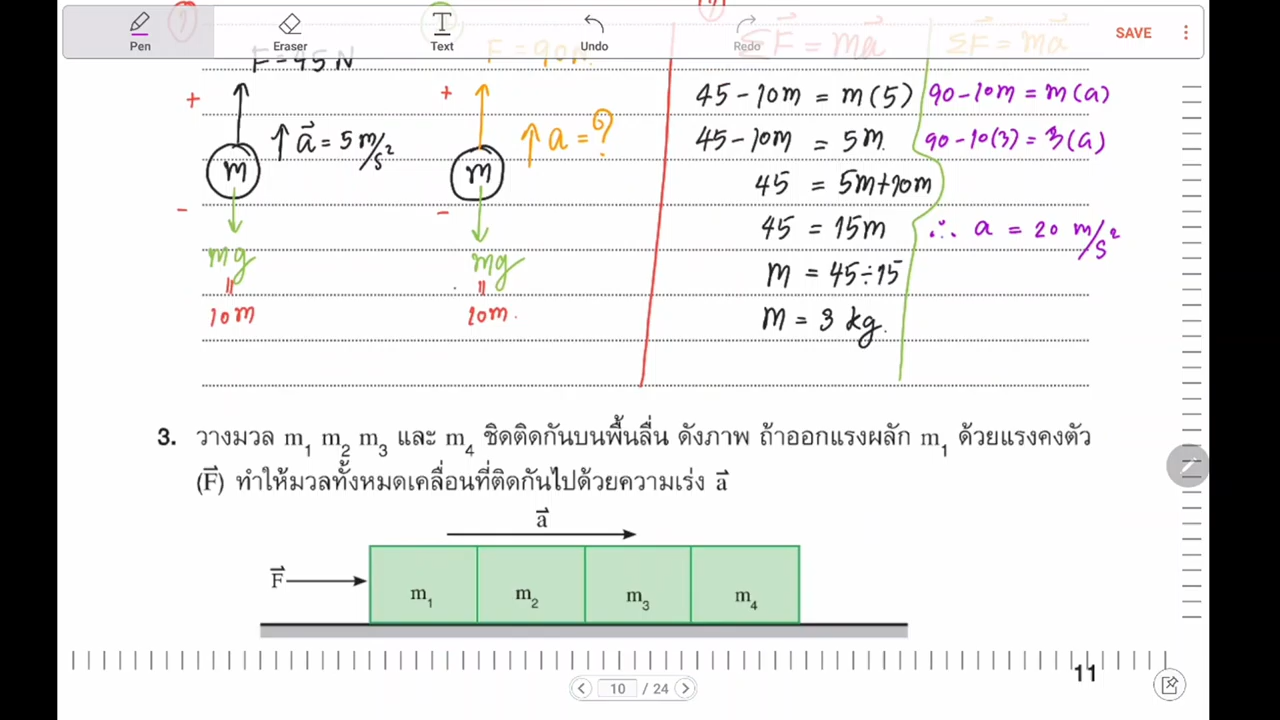 Pen Eraser Text Undo Redo SAVE
F = 45 N F = 90 ΣF = ma ΣF = ma
+ + 45 - 10m = m(5) 90 - 10m = m(a)
↑ a = 5 m/s² ↑ a = ? 45 - 10m = 5m 90 - 10(3) = 3(a)
m m 45 = 5m + 10m
- - 45 = 15m ∴ a = 20 m/s²
mg mg m = 45 ÷ 15
= =
10m 10m. m = 3 kg.
3. วางมวล m₁ m₂ m₃ และ m₄ ชิดติดกันบนพื้นลื่น ดังภาพ ถ้าออกแรงผลัก m₁ ด้วยแรงคงตัว
(F) ทำให้มวลทั้งหมดเคลื่อนที่ติดกันไปด้วยความเร่ง a
a
F
m₁ m₂ m₃ m₄
11
10 / 24